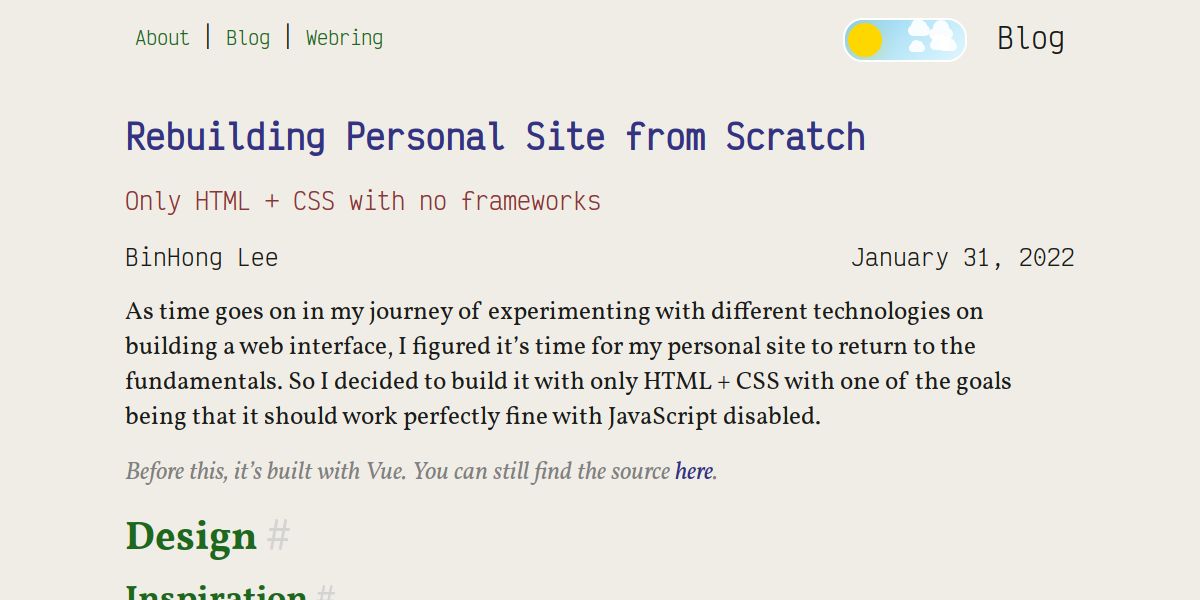 About | Blog | Webring
Blog
Rebuilding Personal Site from Scratch
Only HTML + CSS with no frameworks
BinHong Lee
January 31, 2022
As time goes on in my journey of experimenting with different technologies on
building a web interface, I figured it’s time for my personal site to return to the
fundamentals. So I decided to build it with only HTML + CSS with one of the goals
being that it should work perfectly fine with JavaScript disabled.
Before this, it’s built with Vue. You can still find the source here.
Design #
Inspiration #